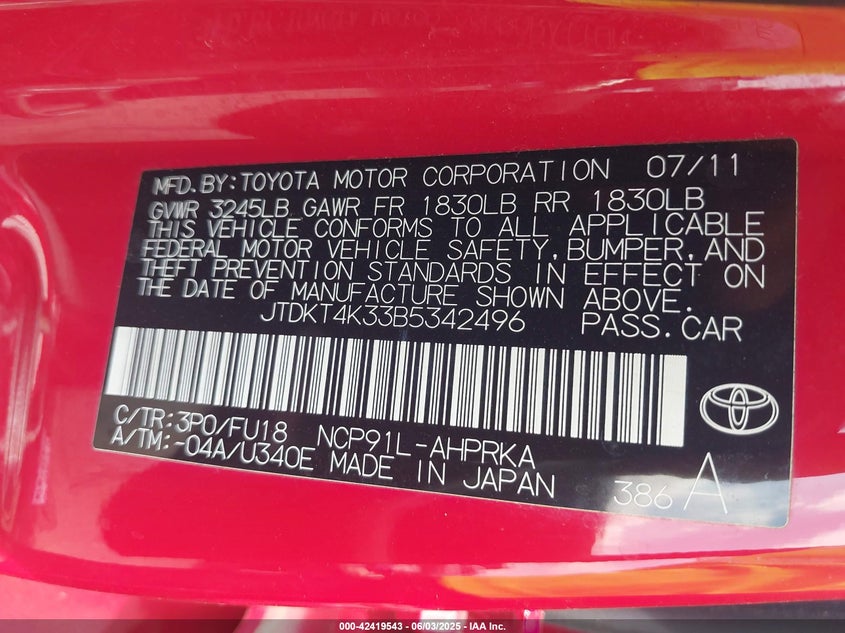 MFD. BY: TOYOTA MOTOR CORPORATION 07/11
GVWR 3245LB GAWR FR 1830LB RR 1830LB
THIS VEHICLE CONFORMS TO ALL APPLICABLE
FEDERAL MOTOR VEHICLE SAFETY, BUMPER, AND
THEFT PREVENTION STANDARDS IN EFFECT ON
THE DATE OF MANUFACTURE SHOWN ABOVE.
JTDKT4K33B5342496 PASS. CAR
C/TR: 3P0/FU18 NCP91L-AHPRKA
A/TM: -04A/U340E MADE IN JAPAN
386 A
000-42419543 - 06/03/2025 - IAA Inc.